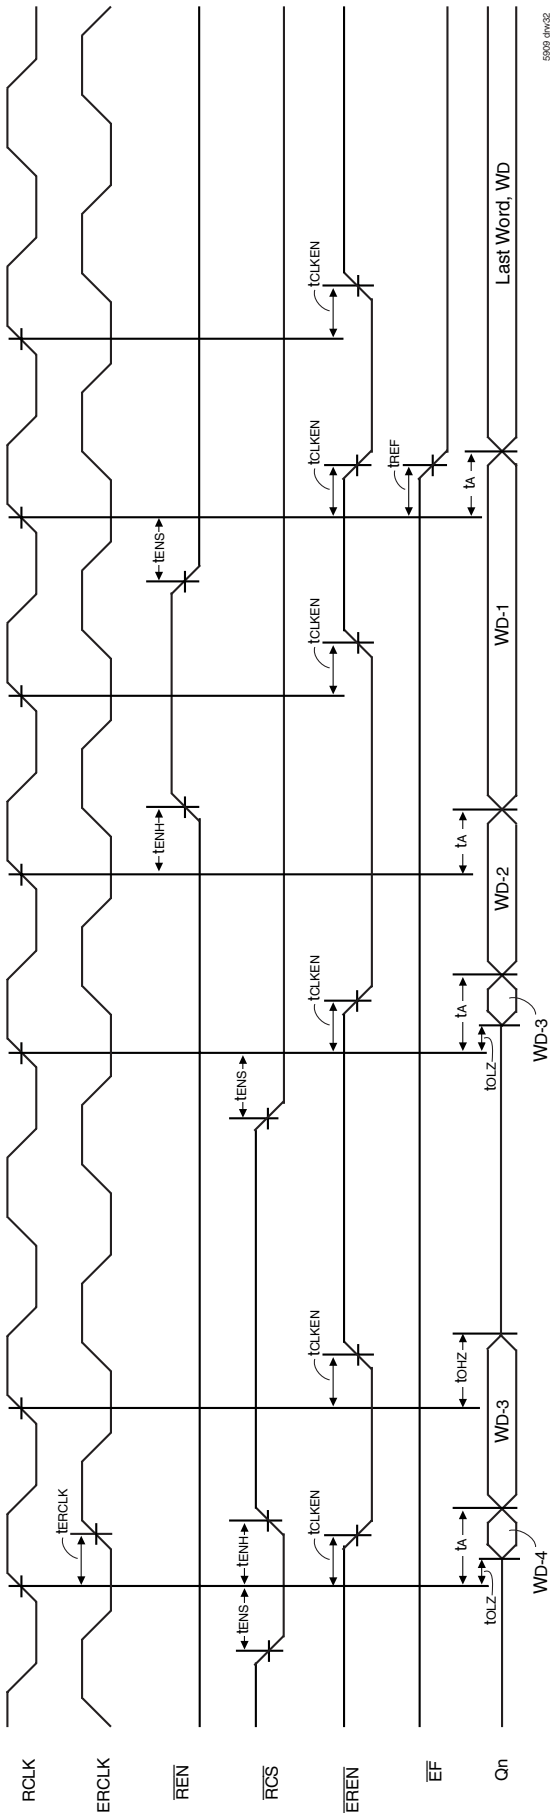 RCLK
tERCLK
ERCLK
tENH tENS
REN
tENS tENH tENS
RCS
tCLKEN tCLKEN tCLKEN tCLKEN tCLKEN tCLKEN
EREN
tREF
EF
tA tOHZ tA tA tA
tOLZ tOLZ
Qn WD-3 WD-2 WD-1 Last Word, WD
WD-4 WD-3
5909 drw32